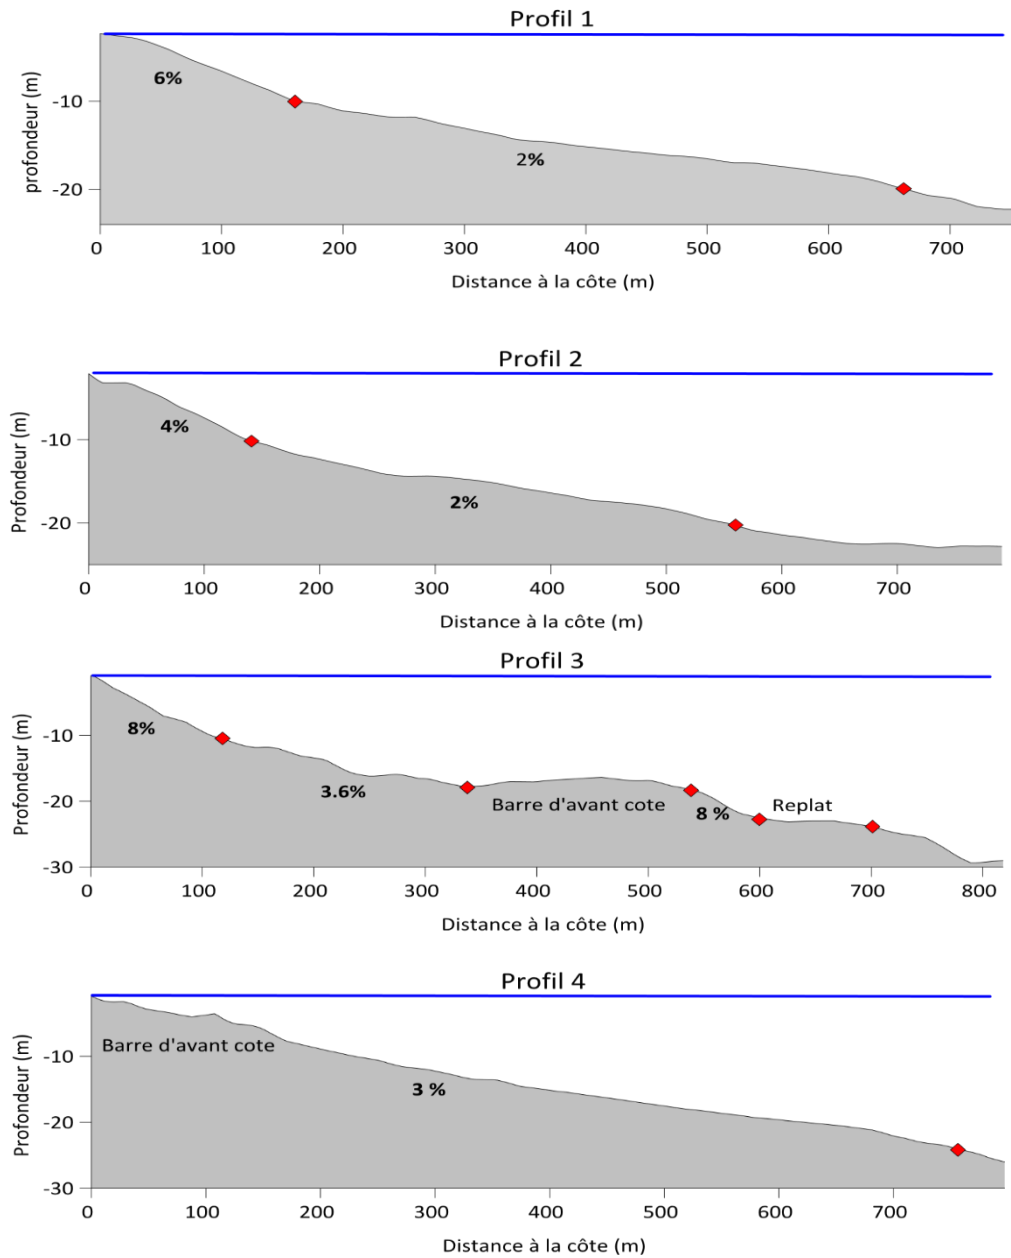 Profil 1
6%
-10
2%
-20
profondeur (m)
0 100 200 300 400 500 600 700
Distance à la côte (m)
Profil 2
4%
-10
2%
-20
Profondeur (m)
0 100 200 300 400 500 600 700
Distance à la côte (m)
Profil 3
8%
-10
3.6%
Barre d'avant cote
8 %
Replat
-20
-30
Profondeur (m)
0 100 200 300 400 500 600 700 800
Distance à la côte (m)
Profil 4
Barre d'avant cote
-10
3 %
-20
-30
Profondeur (m)
0 100 200 300 400 500 600 700
Distance à la côte (m)